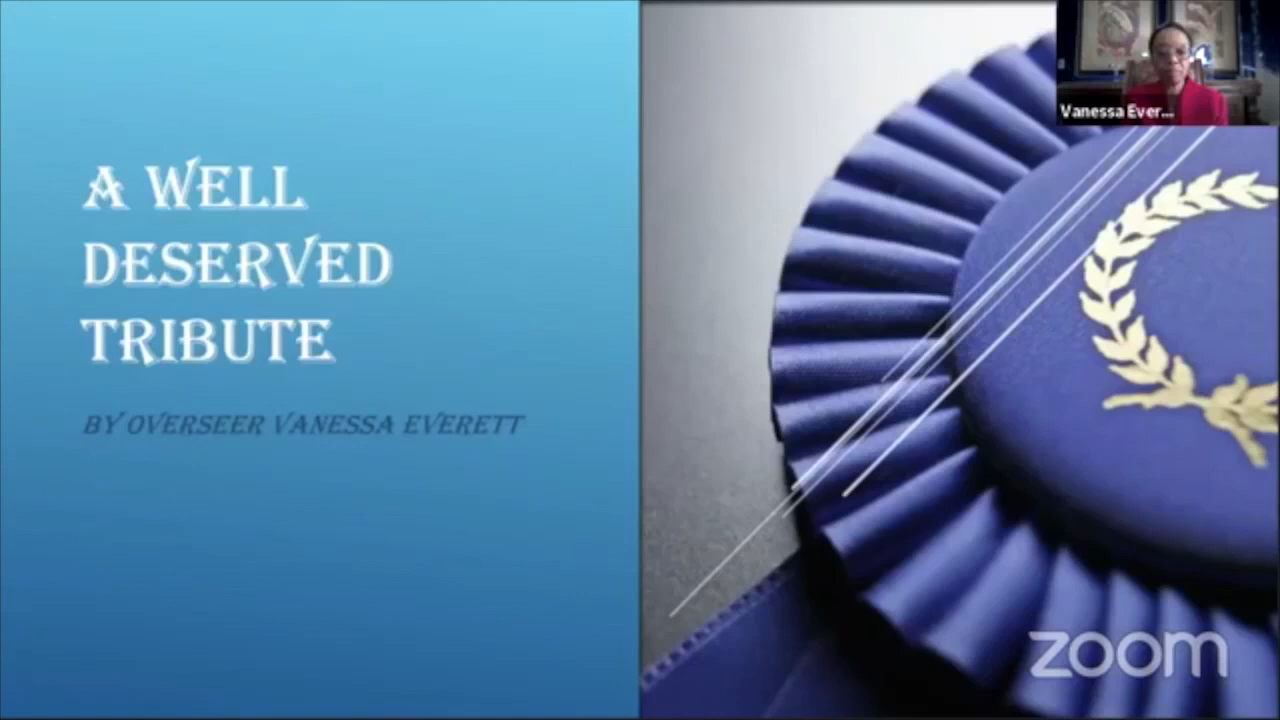 Vanessa Ever...
A WELL
DESERVED
TRIBUTE
BY OVERSEER VANESSA EVERETT
zoom